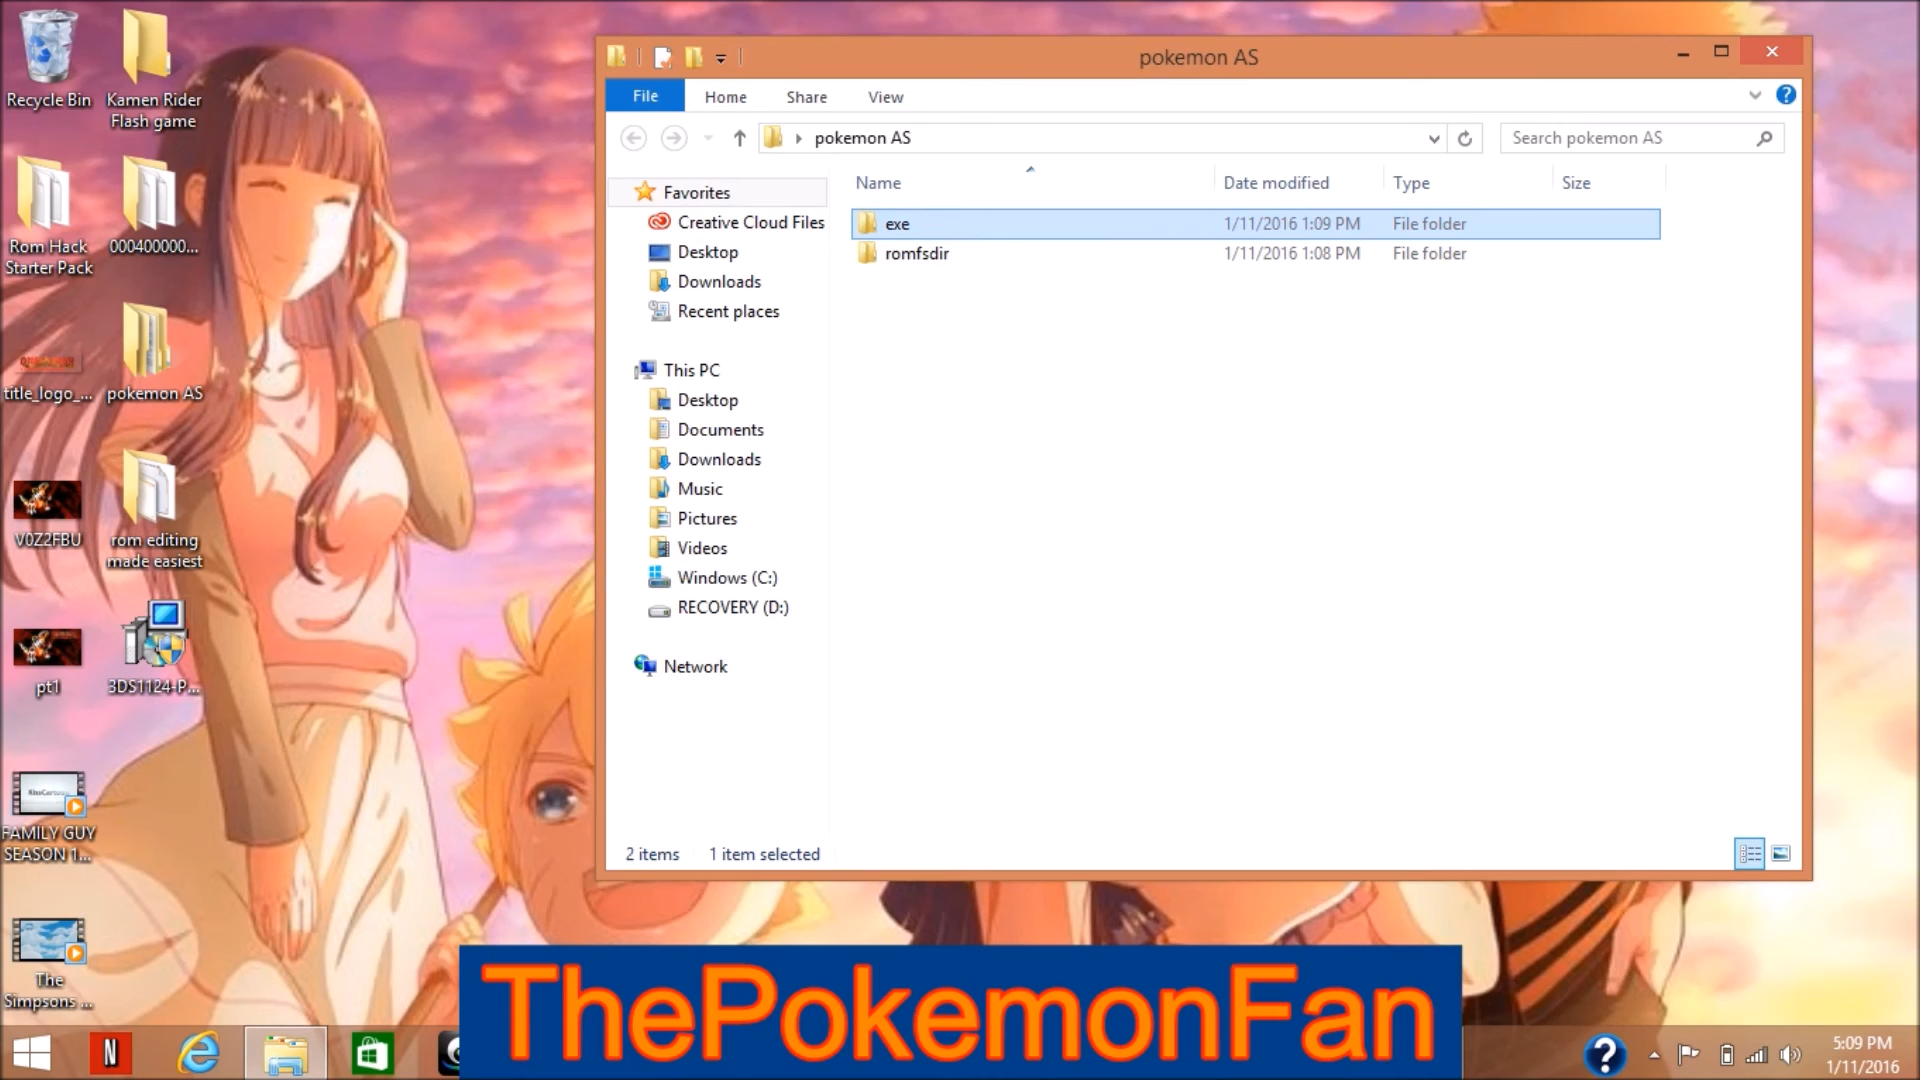 Recycle Bin
Kamen Rider
Flash game
Rom Hack
Starter Pack
000400000...
title_logo_...
pokemon AS
V0Z2FBU
rom editing
made easiest
pt1
3DS1124-P...
FAMILY GUY
SEASON 1...
The
Simpsons ...
pokemon AS
File
Home
Share
View
pokemon AS
Search pokemon AS
Name
Date modified
Type
Size
exe
1/11/2016 1:09 PM
File folder
romfsdir
1/11/2016 1:08 PM
File folder
Favorites
Creative Cloud Files
Desktop
Downloads
Recent places
This PC
Desktop
Documents
Downloads
Music
Pictures
Videos
Windows (C:)
RECOVERY (D:)
Network
2 items
1 item selected
ThePokemonFan
5:09 PM
1/11/2016